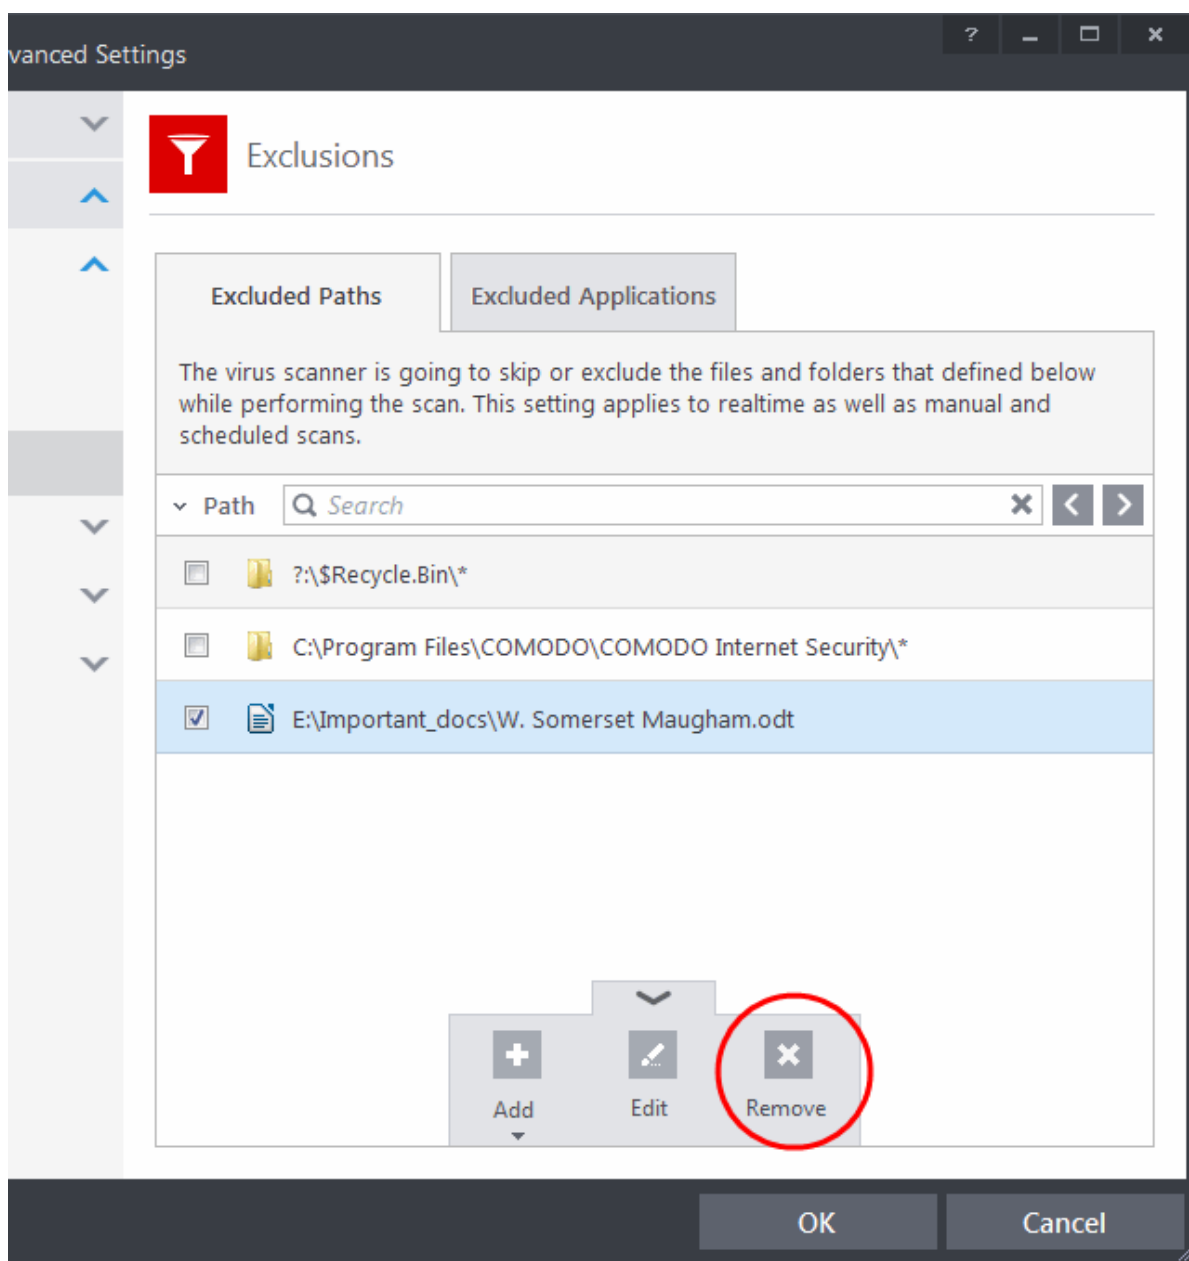 vanced Settings
?
Exclusions
Excluded Paths
Excluded Applications
The virus scanner is going to skip or exclude the files and folders that defined below
while performing the scan. This setting applies to realtime as well as manual and
scheduled scans.
Path
Search
?:\$Recycle.Bin\*
C:\Program Files\COMODO\COMODO Internet Security\*
E:\Important_docs\W. Somerset Maugham.odt
Add
Edit
Remove
OK
Cancel